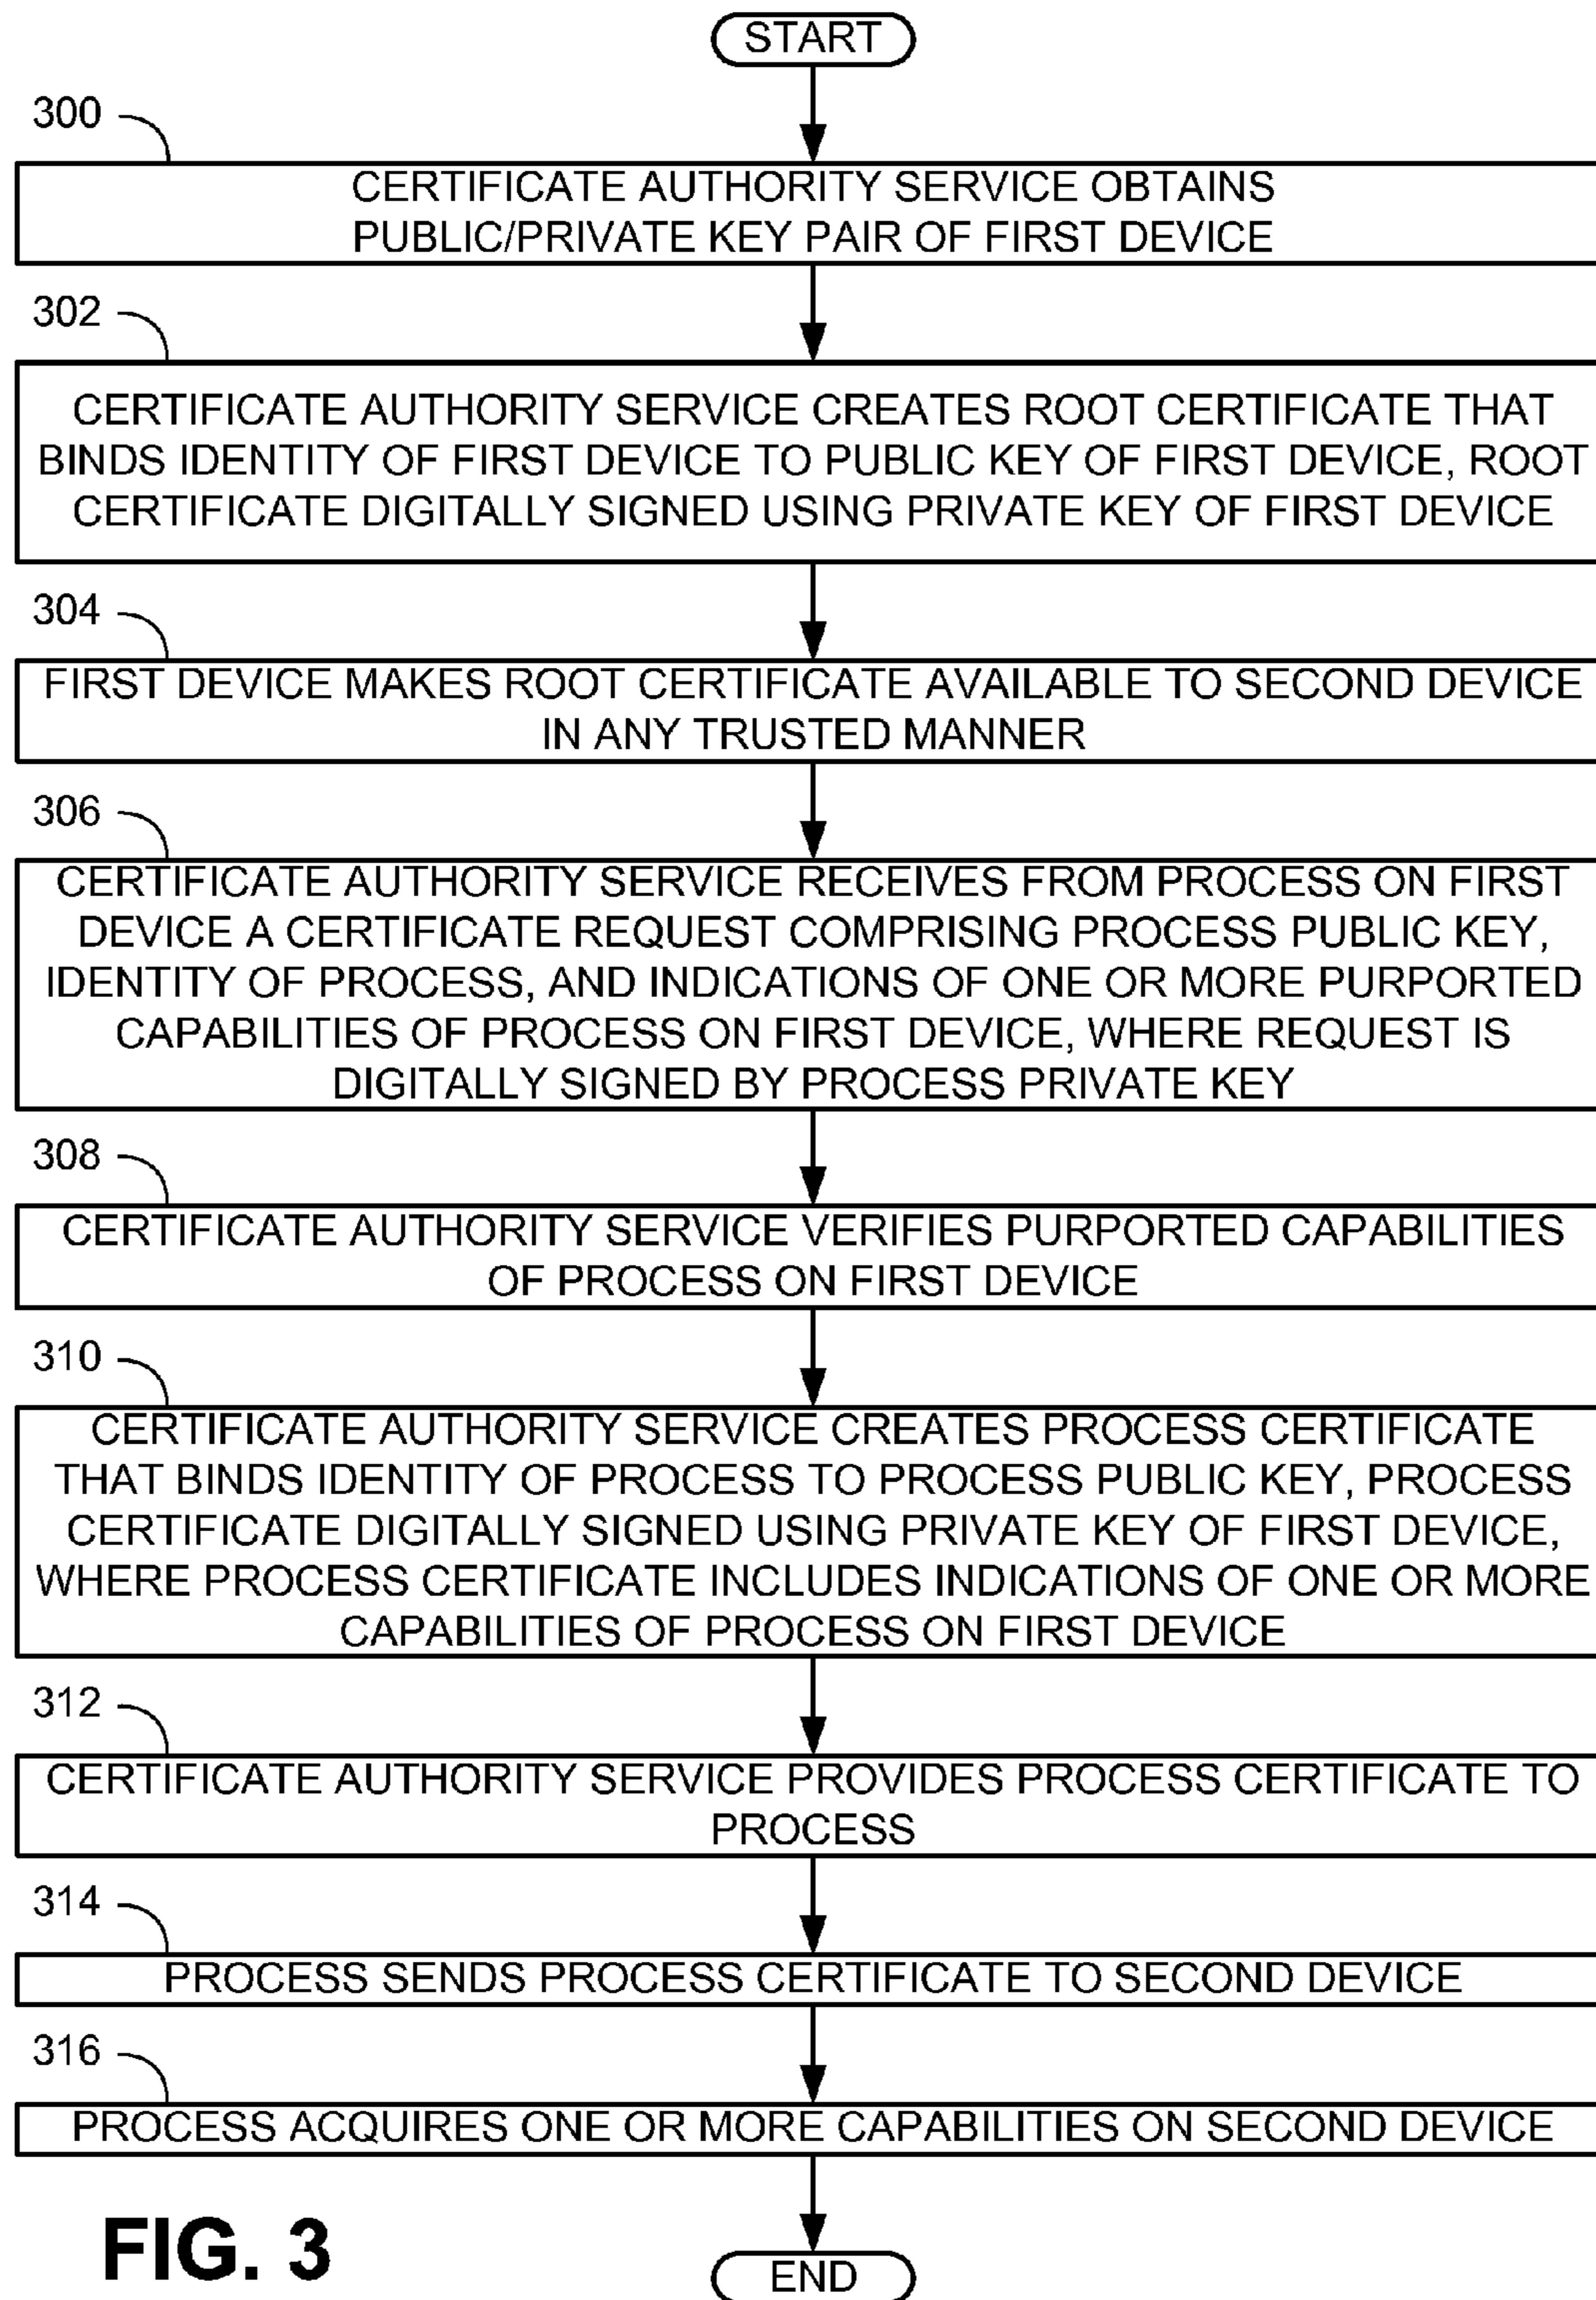 START
300
CERTIFICATE AUTHORITY SERVICE OBTAINS
PUBLIC/PRIVATE KEY PAIR OF FIRST DEVICE
302
CERTIFICATE AUTHORITY SERVICE CREATES ROOT CERTIFICATE THAT
BINDS IDENTITY OF FIRST DEVICE TO PUBLIC KEY OF FIRST DEVICE, ROOT
CERTIFICATE DIGITALLY SIGNED USING PRIVATE KEY OF FIRST DEVICE
304
FIRST DEVICE MAKES ROOT CERTIFICATE AVAILABLE TO SECOND DEVICE
IN ANY TRUSTED MANNER
306
CERTIFICATE AUTHORITY SERVICE RECEIVES FROM PROCESS ON FIRST
DEVICE A CERTIFICATE REQUEST COMPRISING PROCESS PUBLIC KEY,
IDENTITY OF PROCESS, AND INDICATIONS OF ONE OR MORE PURPORTED
CAPABILITIES OF PROCESS ON FIRST DEVICE, WHERE REQUEST IS
DIGITALLY SIGNED BY PROCESS PRIVATE KEY
308
CERTIFICATE AUTHORITY SERVICE VERIFIES PURPORTED CAPABILITIES
OF PROCESS ON FIRST DEVICE
310
CERTIFICATE AUTHORITY SERVICE CREATES PROCESS CERTIFICATE
THAT BINDS IDENTITY OF PROCESS TO PROCESS PUBLIC KEY, PROCESS
CERTIFICATE DIGITALLY SIGNED USING PRIVATE KEY OF FIRST DEVICE,
WHERE PROCESS CERTIFICATE INCLUDES INDICATIONS OF ONE OR MORE
CAPABILITIES OF PROCESS ON FIRST DEVICE
312
CERTIFICATE AUTHORITY SERVICE PROVIDES PROCESS CERTIFICATE TO
PROCESS
314
PROCESS SENDS PROCESS CERTIFICATE TO SECOND DEVICE
316
PROCESS ACQUIRES ONE OR MORE CAPABILITIES ON SECOND DEVICE
FIG. 3
END